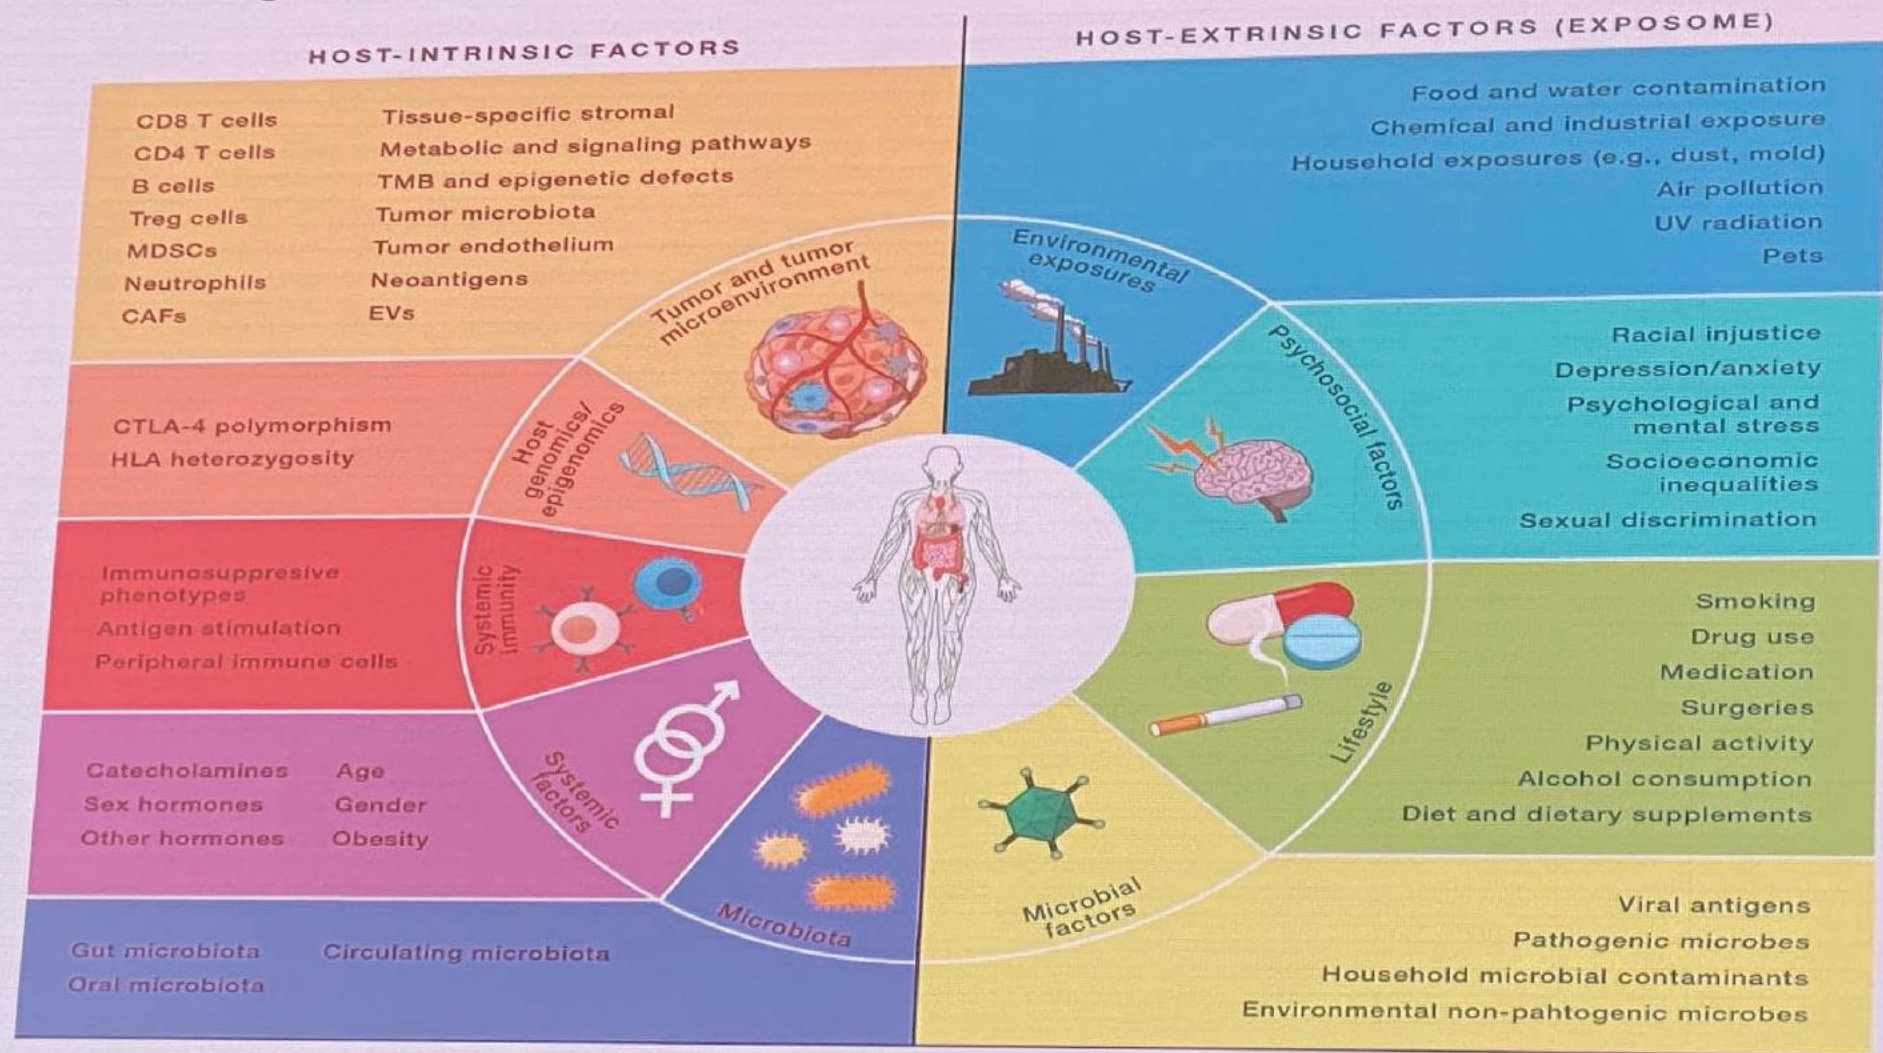 HOST-INTRINSIC FACTORS
HOST-EXTRINSIC FACTORS (EXPOSOME)
CD8 T cells
CD4 T cells
B cells
Treg cells
MDSCs
Neutrophils
CAFs
Tissue-specific stromal
Metabolic and signaling pathways
TMB and epigenetic defects
Tumor microbiota
Tumor endothelium
Neoantigens
EVs
Tumor and tumor
microenvironment
CTLA-4 polymorphism
HLA heterozygosity
Host
genomics/
epigenomics
Immunosuppresive
phenotypes
Antigen stimulation
Peripheral immune cells
Systemic
immunity
Catecholamines
Sex hormones
Other hormones
Age
Gender
Obesity
Systemic
factors
Gut microbiota
Oral microbiota
Circulating microbiota
Microbiota
Environmental
exposures
Food and water contamination
Chemical and industrial exposure
Household exposures (e.g., dust, mold)
Air pollution
UV radiation
Pets
Psychosocial factors
Racial injustice
Depression/anxiety
Psychological and
mental stress
Socioeconomic
inequalities
Sexual discrimination
Lifestyle
Smoking
Drug use
Medication
Surgeries
Physical activity
Alcohol consumption
Diet and dietary supplements
Microbial
factors
Viral antigens
Pathogenic microbes
Household microbial contaminants
Environmental non-pahtogenic microbes